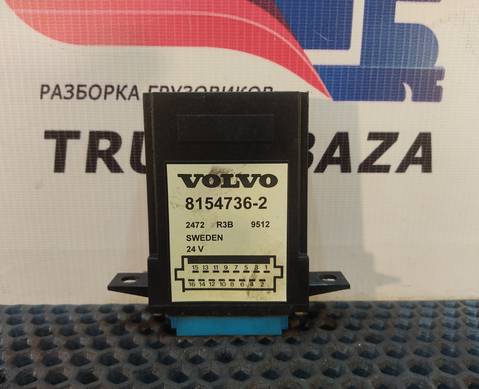 РАЗБОРКА ГРУЗОВИКОВ
TRU BAZA
VOLVO
8154736-2
2472 R3B 9512
SWEDEN
24 V
15 13 11 9 7 5 3 1
16 14 12 10 8 6 4 2